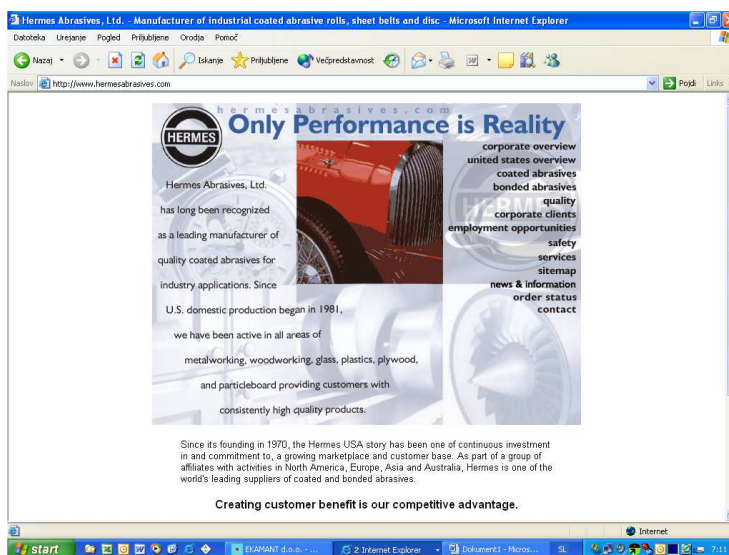 Hermes Abrasives, Ltd. - Manufacturer of industrial coated abrasive rolls, sheet belts and disc - Microsoft Internet Explorer
Datoteka Urejanje Pogled Priljubljene Orodja Pomoč
Nazaj Iskanje Priljubljene Večpredstavnost
Naslov http://www.hermesabrasives.com Pojdi Links
hermesabrasives.com
HERMES
Only Performance is Reality
corporate overview
united states overview
coated abrasives
bonded abrasives
quality
corporate clients
employment opportunities
safety
services
sitemap
news & information
order status
contact
HERMES
Hermes Abrasives, Ltd.
has long been recognized
as a leading manufacturer of
quality coated abrasives for
industry applications. Since
U.S. domestic production began in 1981,
we have been active in all areas of
metalworking, woodworking, glass, plastics, plywood,
and particleboard providing customers with
consistently high quality products.
Since its founding in 1970, the Hermes USA story has been one of continuous investment
in and commitment to, a growing marketplace and customer base. As part of a group of
affiliates with activities in North America, Europe, Asia and Australia, Hermes is one of the
world's leading suppliers of coated and bonded abrasives.
Creating customer benefit is our competitive advantage.
Internet
start EKAMANT d.o.o. - ... 2 Internet Explorer Dokument1 - Micros... SL 7:11